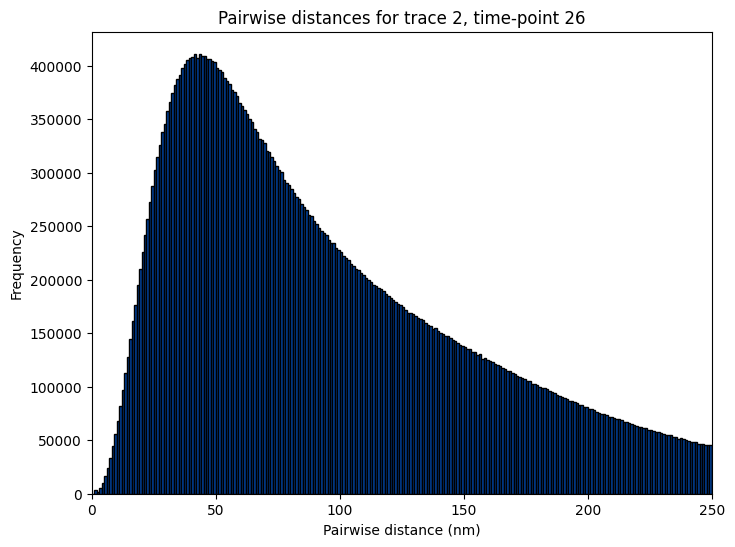 Pairwise distances for trace 2, time-point 26
Frequency
400000
350000
300000
250000
200000
150000
100000
50000
0
0 50 100 150 200 250
Pairwise distance (nm)